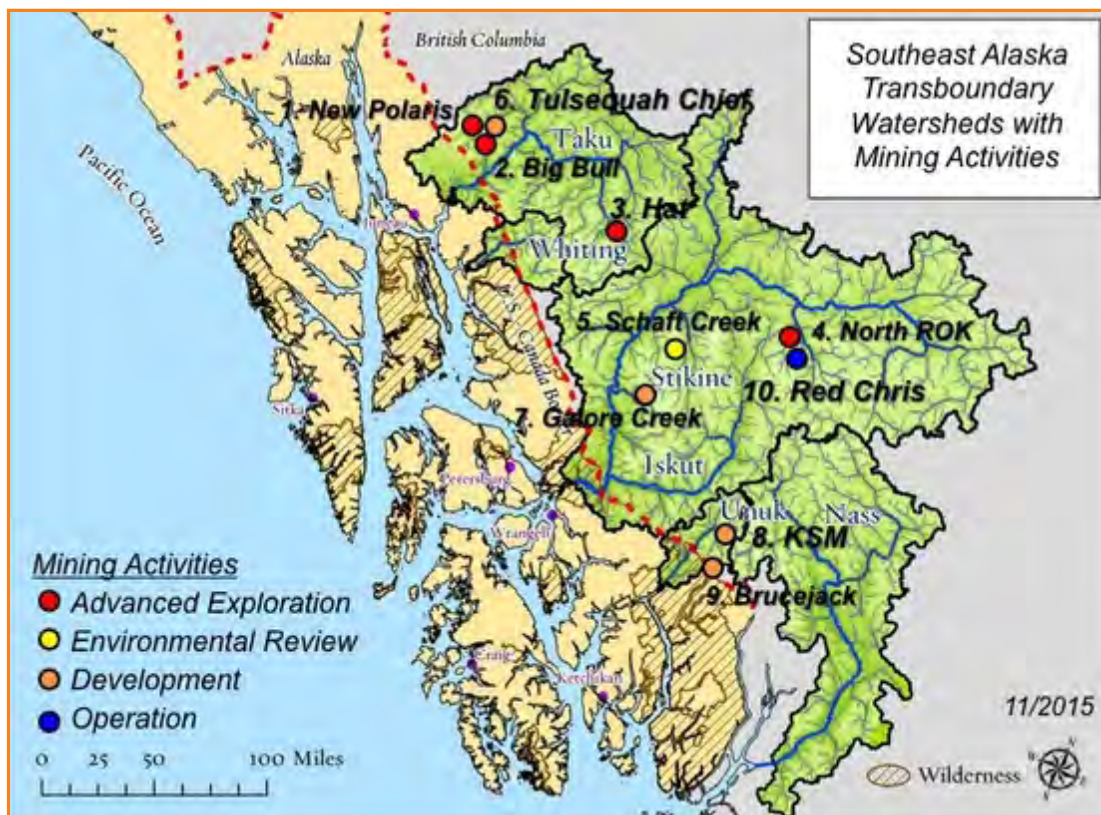 British Columbia
Alaska
Southeast Alaska
Transboundary
Watersheds with
Mining Activities
1. New Polaris
6. Tulsequah Chief
Taku
2. Big Bull
Pacific Ocean
3. Hat
Juneau
Whiting
5. Schaft Creek
4. North ROK
U.S. Canada
Stikine
10. Red Chris
Sitka
7. Galore Creek
Iskut
Petersburg
Unuk
Nass
8. KSM
Wrangell
9. Brucejack
Mining Activities
Advanced Exploration
Environmental Review
Development
Operation
Craig
Ketchikan
11/2015
0 25 50 100 Miles
Wilderness
N
E
S
W